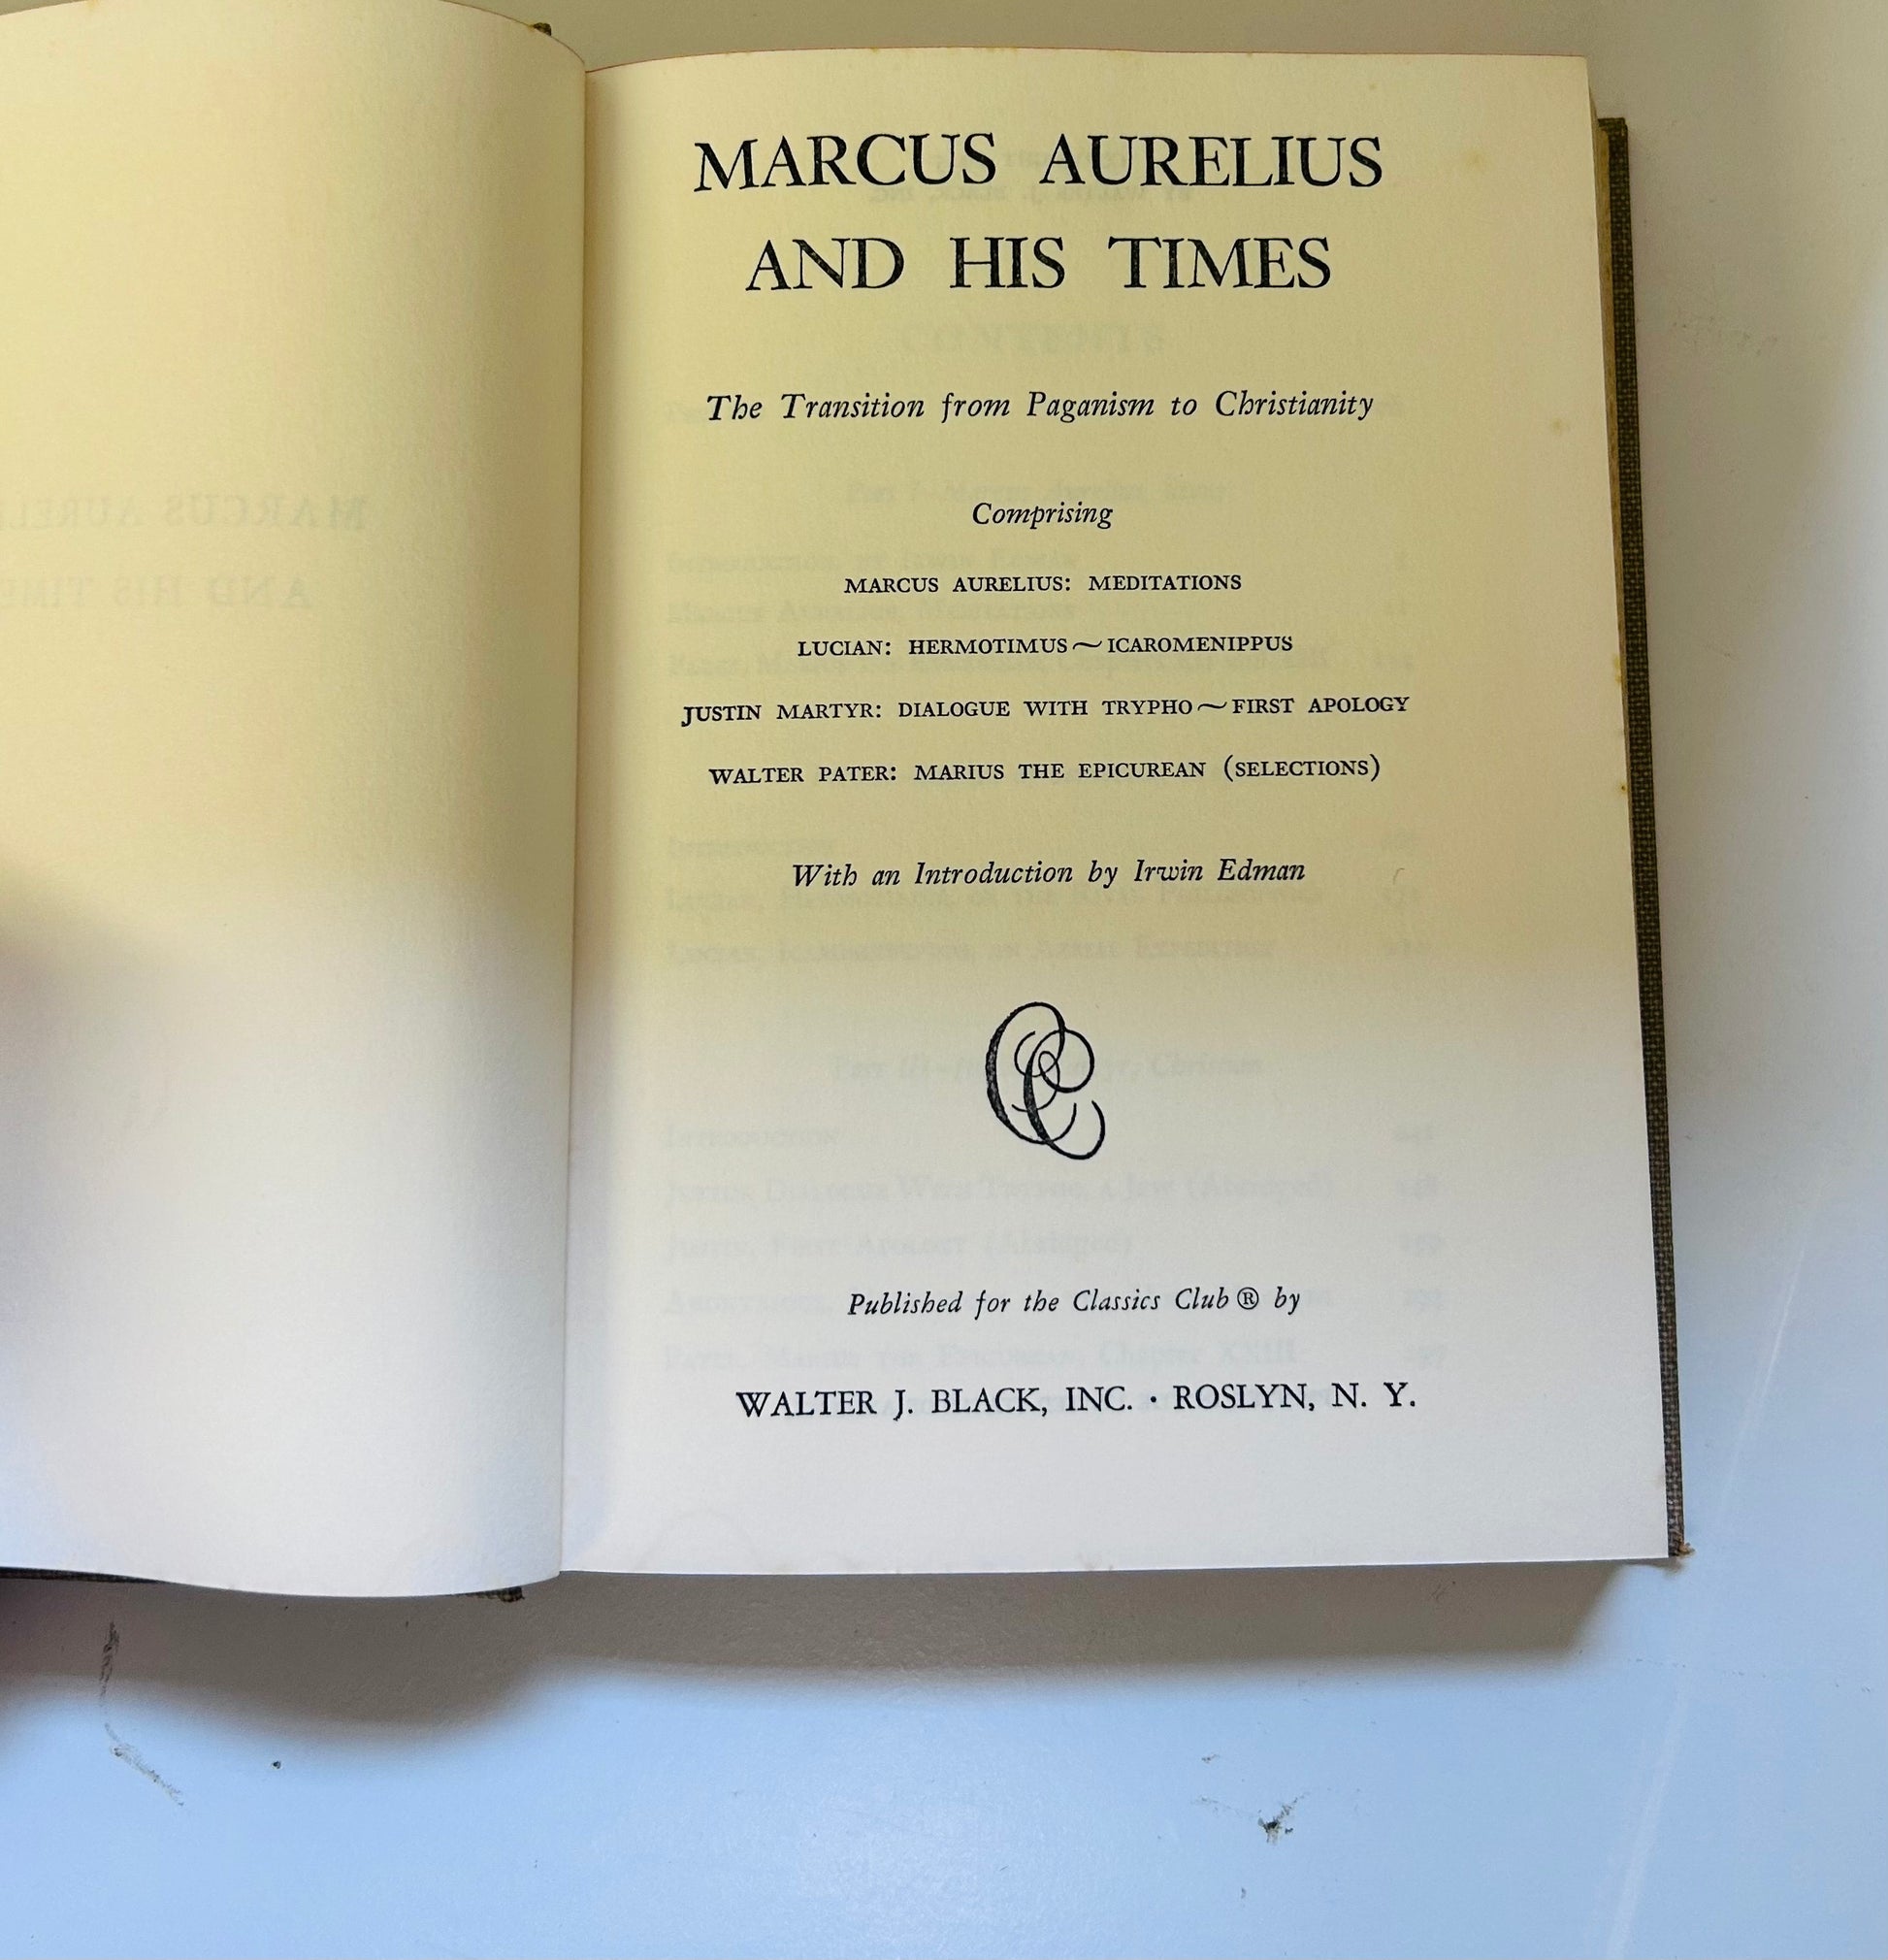 MARCUS AURELIUS
AND HIS TIMES
The Transition from Paganism to Christianity
Comprising
MARCUS AURELIUS: MEDITATIONS
LUCIAN: HERMOTIMUS~ICAROMENIPPUS
JUSTIN MARTYR: DIALOGUE WITH TRYPHO~FIRST APOLOGY
WALTER PATER: MARIUS THE EPICUREAN (SELECTIONS)
With an Introduction by Irwin Edman
CC
Published for the Classics Club® by
WALTER J. BLACK, INC. · ROSLYN, N. Y.